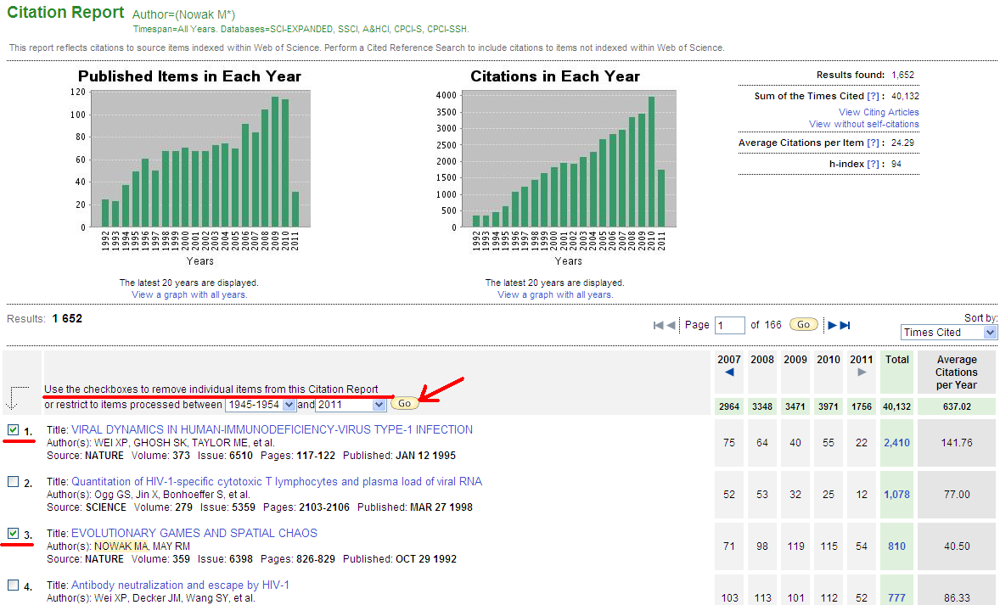 Citation Report Author=(Nowak M*)
Timespan=All Years. Databases=SCI-EXPANDED, SSCI, A&HCI, CPCI-S, CPCI-SSH.
This report reflects citations to source items indexed within Web of Science. Perform a Cited Reference Search to include citations to items not indexed within Web of Science.
Published Items in Each Year
120
100
80
60
40
20
0
1992 1993 1994 1995 1996 1997 1998 1999 2000 2001 2002 2003 2004 2005 2006 2007 2008 2009 2010 2011
Years
The latest 20 years are displayed.
View a graph with all years.
Citations in Each Year
4000
3500
3000
2500
2000
1500
1000
500
0
1992 1993 1994 1995 1996 1997 1998 1999 2000 2001 2002 2003 2004 2005 2006 2007 2008 2009 2010 2011
Years
The latest 20 years are displayed.
View a graph with all years.
Results found: 1,652
Sum of the Times Cited [?] : 40,132
View Citing Articles
View without self-citations
Average Citations per Item [?] : 24.29
h-index [?] : 94
Results: 1 652
Page 1 of 166 Go
Sort by:
Times Cited
Use the checkboxes to remove individual items from this Citation Report
or restrict to items processed between 1945-1954 and 2011 Go
2007 2008 2009 2010 2011 Total Average
Citations
per Year
2964 3348 3471 3971 1756 40,132 637.02
1. Title: VIRAL DYNAMICS IN HUMAN-IMMUNODEFICIENCY-VIRUS TYPE-1 INFECTION
Author(s): WEI XP, GHOSH SK, TAYLOR ME, et al.
Source: NATURE Volume: 373 Issue: 6510 Pages: 117-122 Published: JAN 12 1995
75 64 40 55 22 2,410 141.76
2. Title: Quantitation of HIV-1-specific cytotoxic T lymphocytes and plasma load of viral RNA
Author(s): Ogg GS, Jin X, Bonhoeffer S, et al.
Source: SCIENCE Volume: 279 Issue: 5359 Pages: 2103-2106 Published: MAR 27 1998
52 53 32 25 12 1,078 77.00
3. Title: EVOLUTIONARY GAMES AND SPATIAL CHAOS
Author(s): NOWAK MA, MAY RM
Source: NATURE Volume: 359 Issue: 6398 Pages: 826-829 Published: OCT 29 1992
71 98 119 115 54 810 40.50
4. Title: Antibody neutralization and escape by HIV-1
Author(s): Wei XP, Decker JM, Wang SY, et al.
103 113 101 112 52 777 86.33